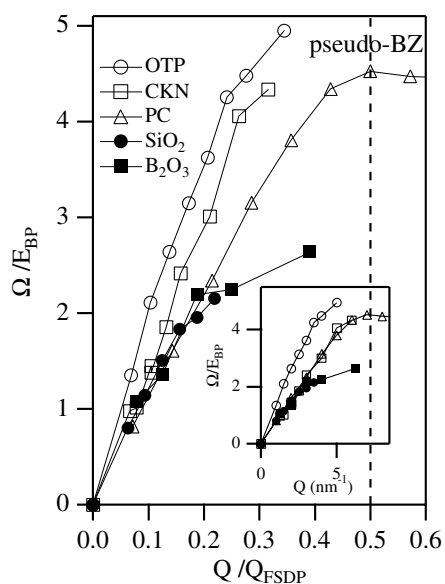 5
4
3
2
1
0
Ω/E_BP
pseudo-BZ
OTP
CKN
PC
SiO₂
B₂O₃
Ω/E_BP
4
2
0
0
5
Q (nm⁻¹)
0.0 0.1 0.2 0.3 0.4 0.5 0.6
Q /Q_FSDP